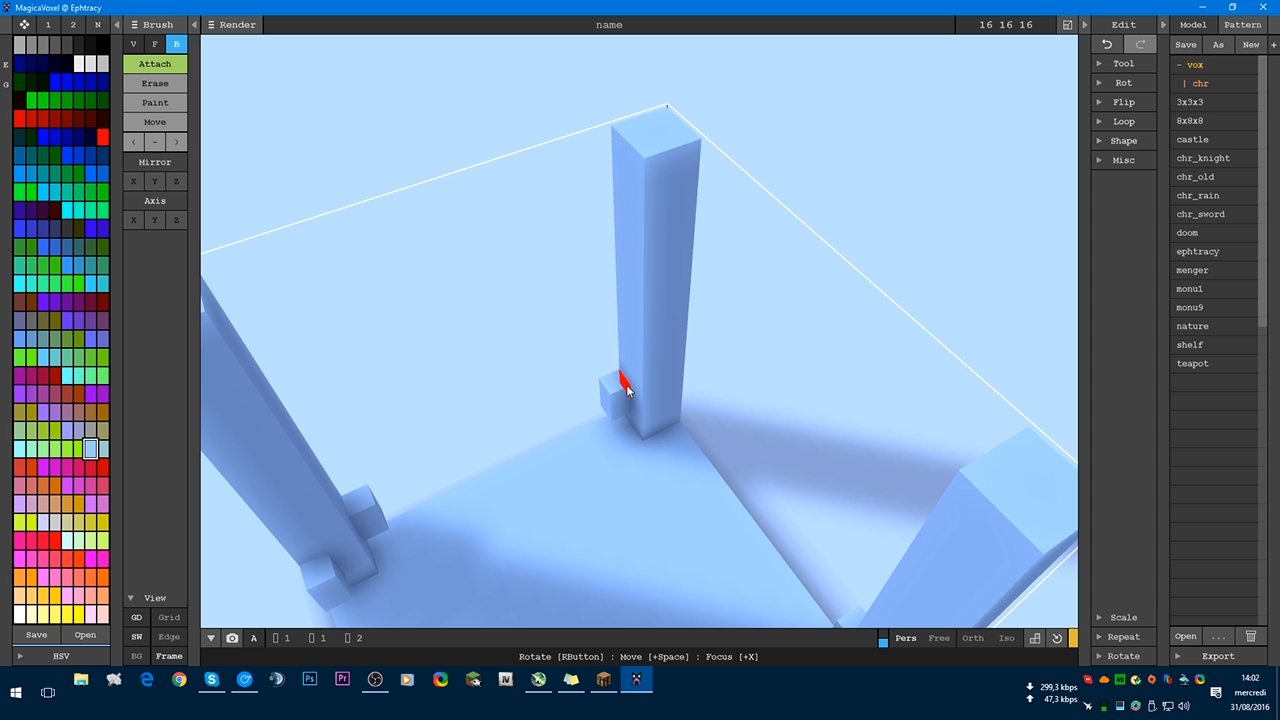 MagicaVoxel @ Ephtracy
1 2 N
Brush
Render
name
16 16 16
Edit
Model Pattern
V F B
Save As New +
E
Attach
Tool
- vox
G
Erase
Rot
| chr
Paint
Flip
3x3x3
Move
Loop
8x8x8
< - >
Shape
castle
Mirror
Misc
chr_knight
X Y Z
chr_old
Axis
chr_rain
X Y Z
chr_sword
doom
ephtracy
menger
monu1
monu9
nature
shelf
teapot
View
GD Grid
Scale
Save Open
SW Edge
A 1 1 2
Pers Free Orth Iso
Repeat
Open ...
HSV
BG Frame
Rotate [RButton] : Move [+Space] : Focus [+X]
Rotate
Export
Ps Pr
299,3 kbps
47,3 kbps
14:02
mercredi
31/08/2016